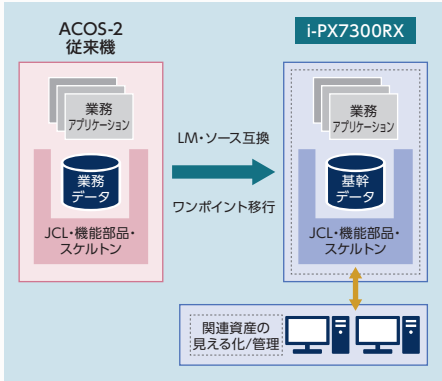 ACOS-2
従来機
業務
アプリケーション
業務
データ
JCL・機能部品・
スケルトン
LM・ソース互換
ワンポイント移行
i-PX7300RX
業務
アプリケーション
基幹
データ
JCL・機能部品・
スケルトン
関連資産の
見える化/管理